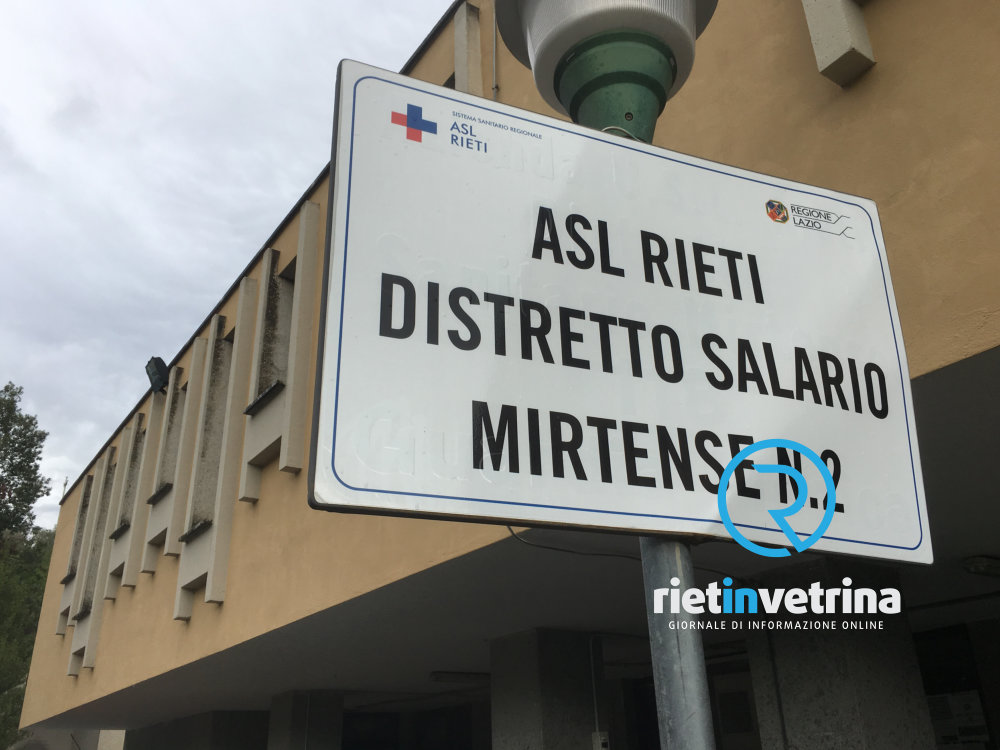 SISTEMA SANITARIO REGIONALE
ASL
RIETI
REGIONE
LAZIO
ASL RIETI
DISTRETTO SALARIO
MIRTENSE N.2
rietinvetrina
GIORNALE DI INFORMAZIONE ONLINE